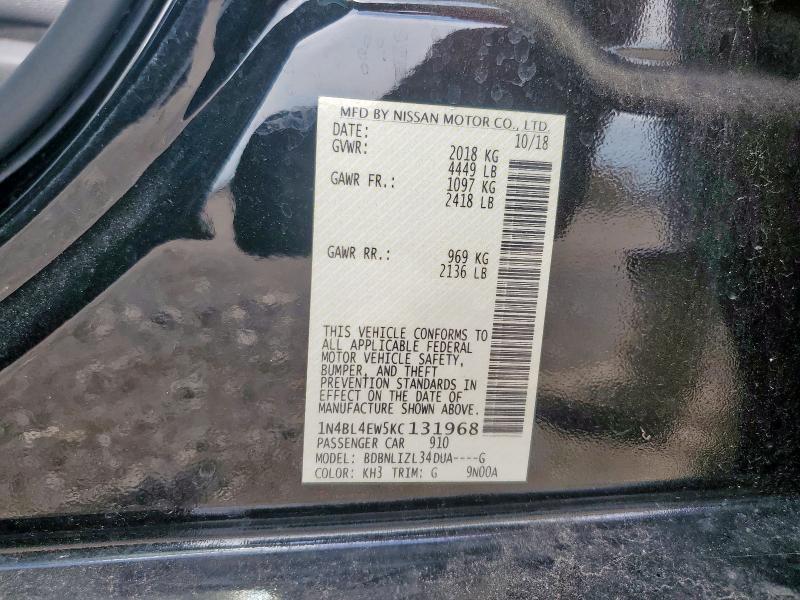 MFD BY NISSAN MOTOR CO., LTD.
DATE: 10/18
GVWR: 2018 KG
4449 LB
GAWR FR.: 1097 KG
2418 LB
GAWR RR.: 969 KG
2136 LB
THIS VEHICLE CONFORMS TO
ALL APPLICABLE FEDERAL
MOTOR VEHICLE SAFETY,
BUMPER, AND THEFT
PREVENTION STANDARDS IN
EFFECT ON THE DATE OF
MANUFACTURE SHOWN ABOVE.
1N4BL4EW5KC131968
PASSENGER CAR 910
MODEL: BDBNLIZL34DUA----G
COLOR: KH3 TRIM: G 9N00A